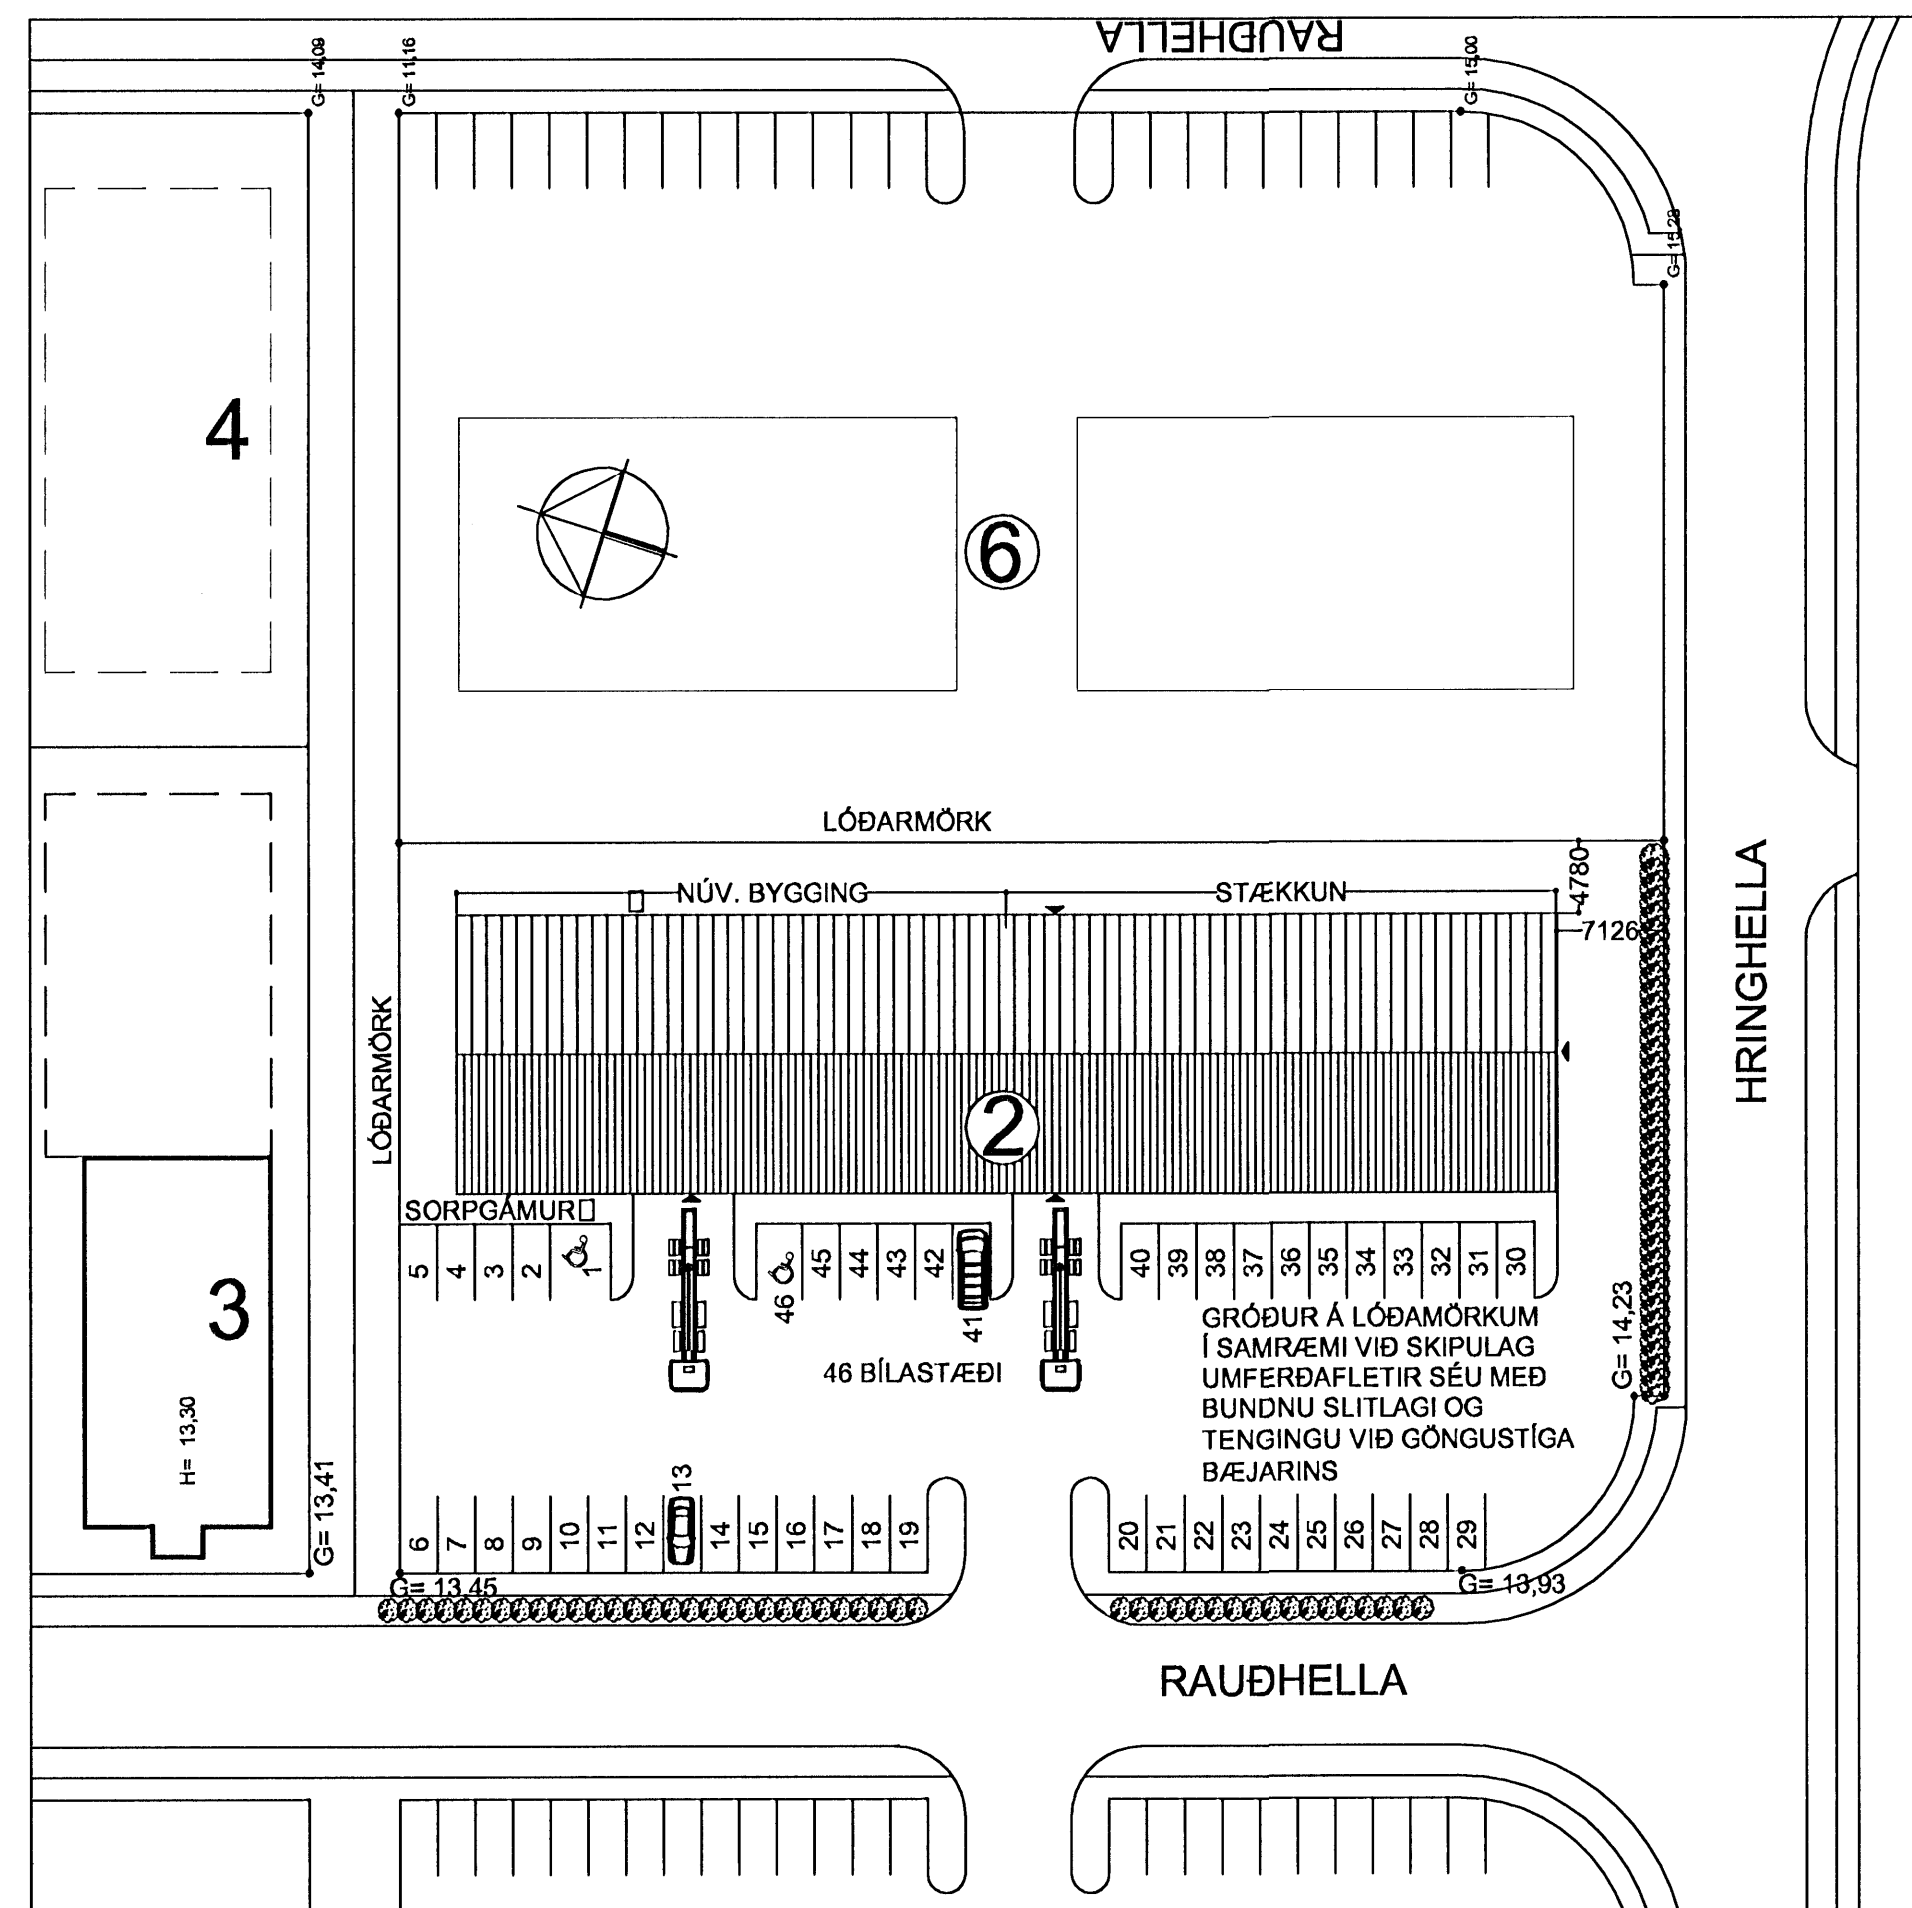 RAUÐHELLA
G= 14,09
G= 11,16
G= 15,00
G= 15,28
4
6
LÓÐARMÖRK
4780
NÚV. BYGGING
STÆKKUN
7126
HRINGHELLA
LÓÐARMÖRK
2
SORPGÁMUR
5
4
3
2
1
46
45
44
43
42
41
40
39
38
37
36
35
34
33
32
31
30
3
H= 13,30
46 BÍLASTÆÐI
GRÓÐUR Á LÓÐAMÖRKUM
Í SAMRÆMI VIÐ SKIPULAG
UMFERÐAFLETIR SÉU MEÐ
BUNDNU SLITLAGI OG
TENGINGU VIÐ GÖNGUSTÍGA
BÆJARINS
G= 14,23
G= 13,41
6
7
8
9
10
11
12
13
14
15
16
17
18
19
20
21
22
23
24
25
26
27
28
29
G= 13,45
G= 13,93
RAUÐHELLA